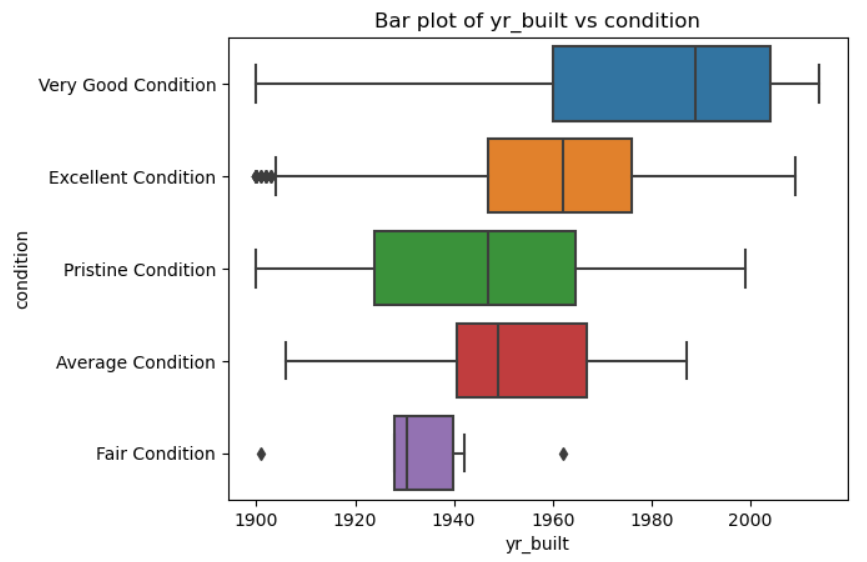 Bar plot of yr_built vs condition
Very Good Condition
Excellent Condition
Pristine Condition
Average Condition
Fair Condition
condition
1900 1920 1940 1960 1980 2000
yr_built